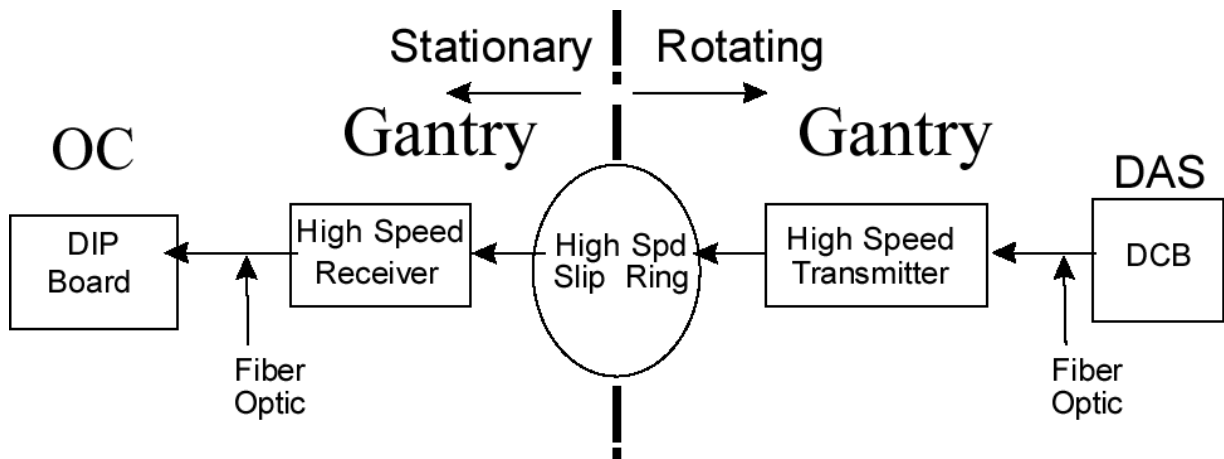 Stationary
Rotating
OC
Gantry
Gantry
DAS
DIP
Board
High Speed
Receiver
High Spd
Slip Ring
High Speed
Transmitter
DCB
Fiber
Optic
Fiber
Optic